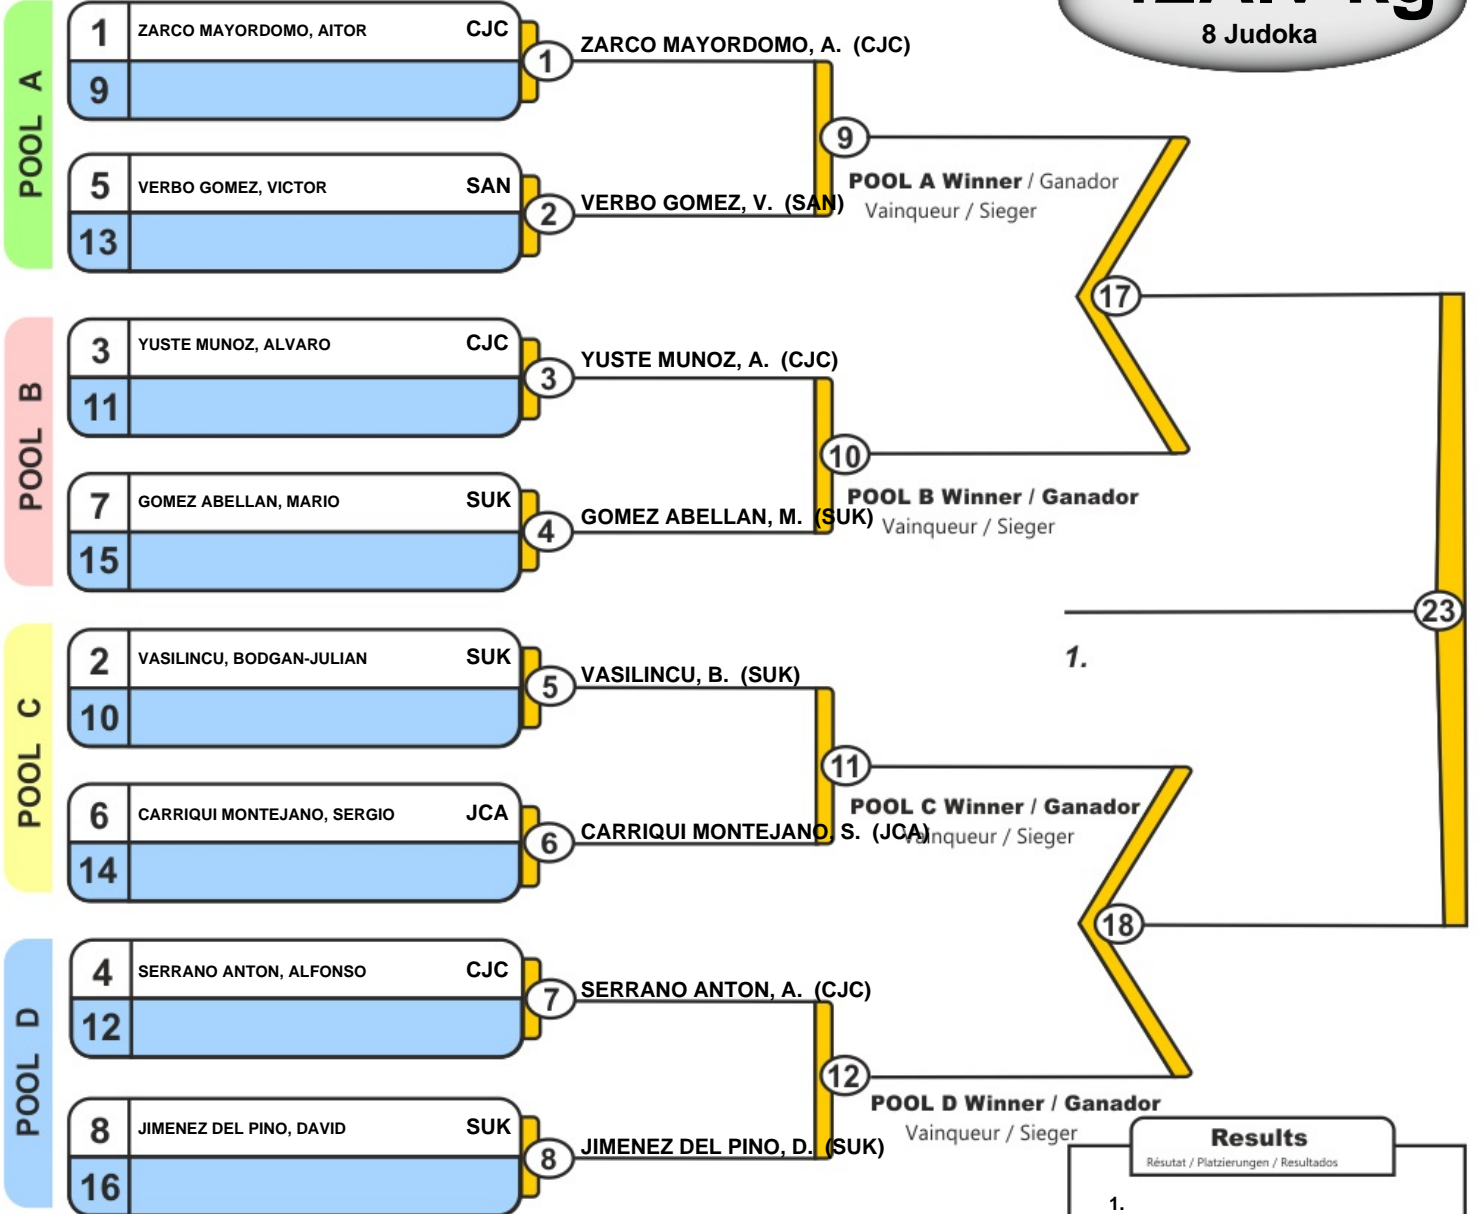 8 Judoka
POOL A
1 ZARCO MAYORDOMO, AITOR CJC
9
1
ZARCO MAYORDOMO, A. (CJC)
5 VERBO GOMEZ, VICTOR SAN
13
2
VERBO GOMEZ, V. (SAN)
9
POOL A Winner / Ganador
Vainqueur / Sieger
POOL B
3 YUSTE MUNOZ, ALVARO CJC
11
3
YUSTE MUNOZ, A. (CJC)
7 GOMEZ ABELLAN, MARIO SUK
15
4
GOMEZ ABELLAN, M. (SUK)
10
POOL B Winner / Ganador
Vainqueur / Sieger
17
POOL C
2 VASILINCU, BODGAN-JULIAN SUK
10
5
VASILINCU, B. (SUK)
6 CARRIQUI MONTEJANO, SERGIO JCA
14
6
CARRIQUI MONTEJANO, S. (JCA)
11
POOL C Winner / Ganador
Vainqueur / Sieger
POOL D
4 SERRANO ANTON, ALFONSO CJC
12
7
SERRANO ANTON, A. (CJC)
8 JIMENEZ DEL PINO, DAVID SUK
16
8
JIMENEZ DEL PINO, D. (SUK)
12
POOL D Winner / Ganador
Vainqueur / Sieger
18
23
1.
Results
Résutat / Platzierungen / Resultados
1.